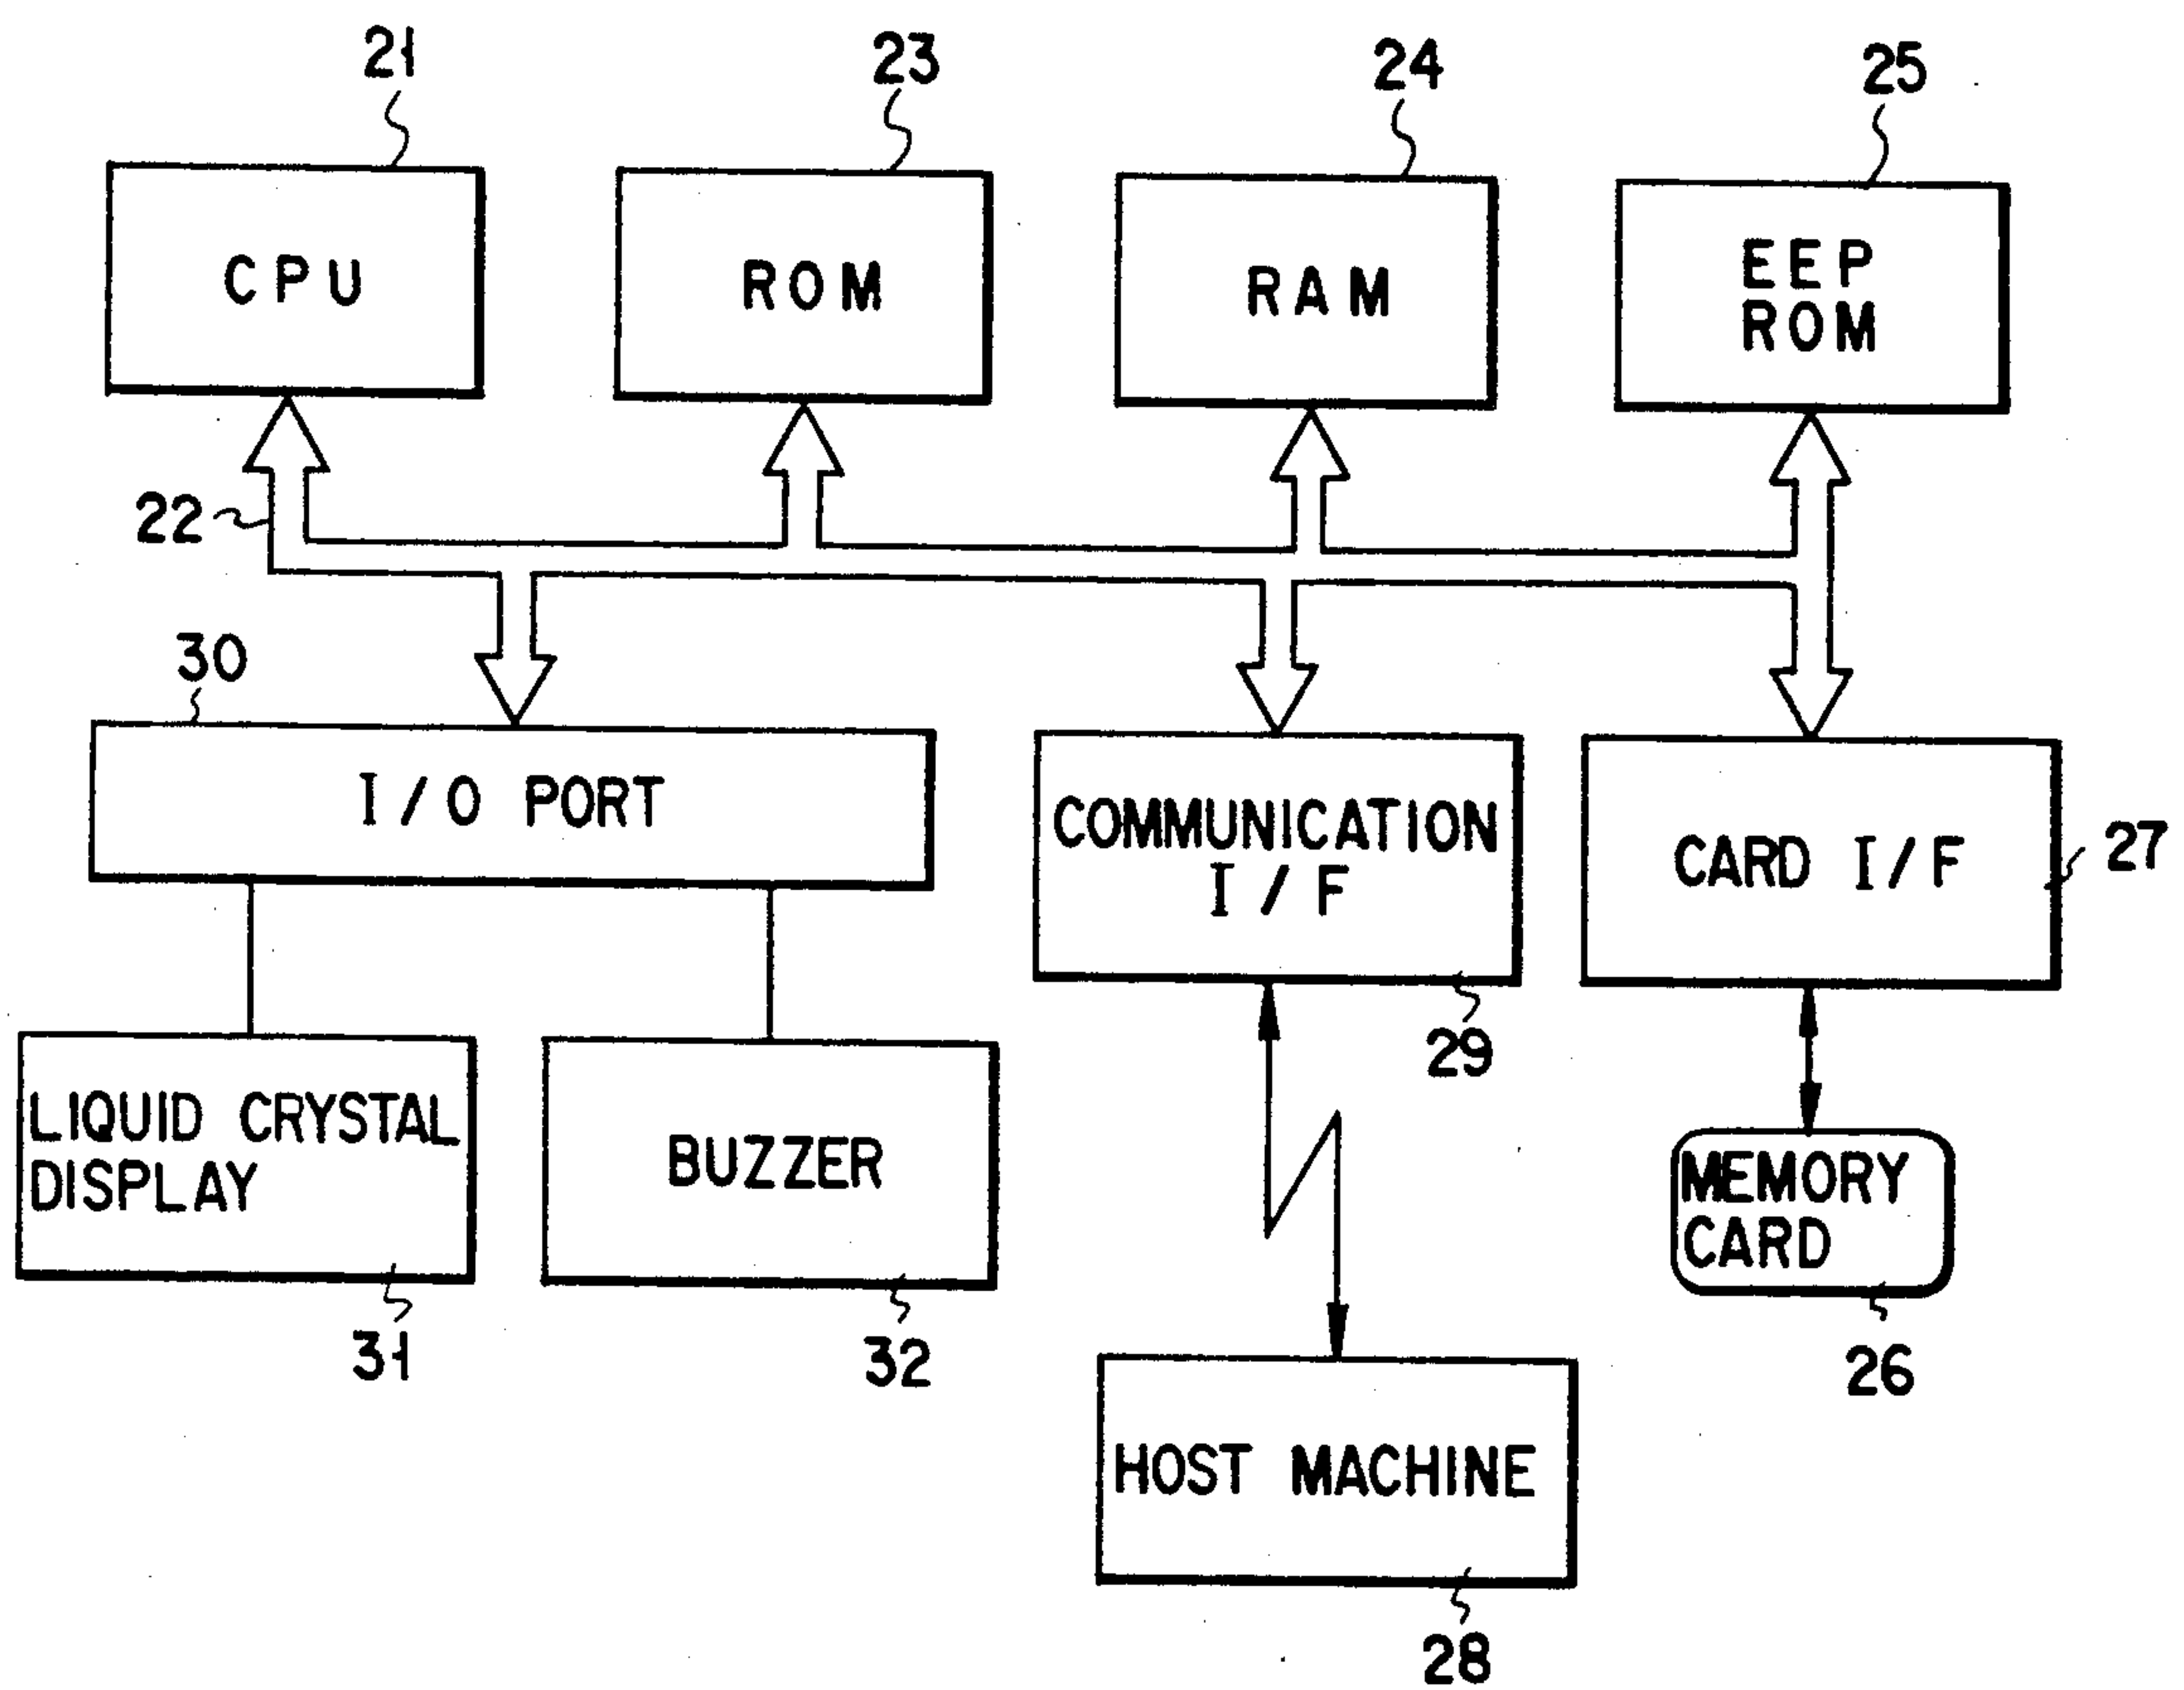 21
23
24
25
CPU
ROM
RAM
EEP
ROM
22
30
I/O PORT
COMMUNICATION
I/F
CARD I/F
27
29
LIQUID CRYSTAL
DISPLAY
BUZZER
MEMORY
CARD
31
32
26
HOST MACHINE
28